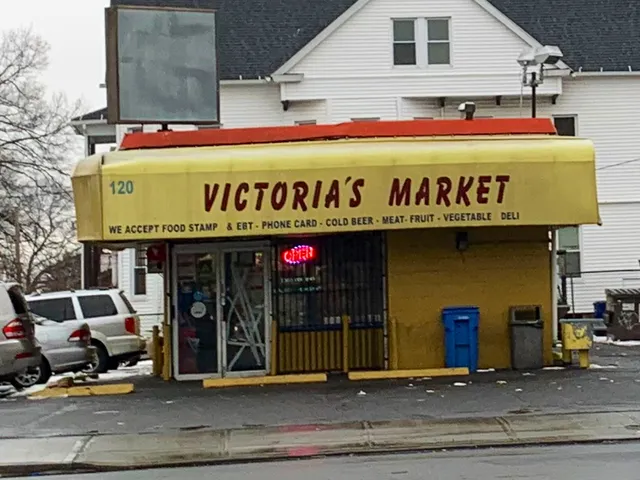 120
VICTORIA'S MARKET
WE ACCEPT FOOD STAMP & EBT - PHONE CARD - COLD BEER - MEAT- FRUIT - VEGETABLE DELI
OPEN